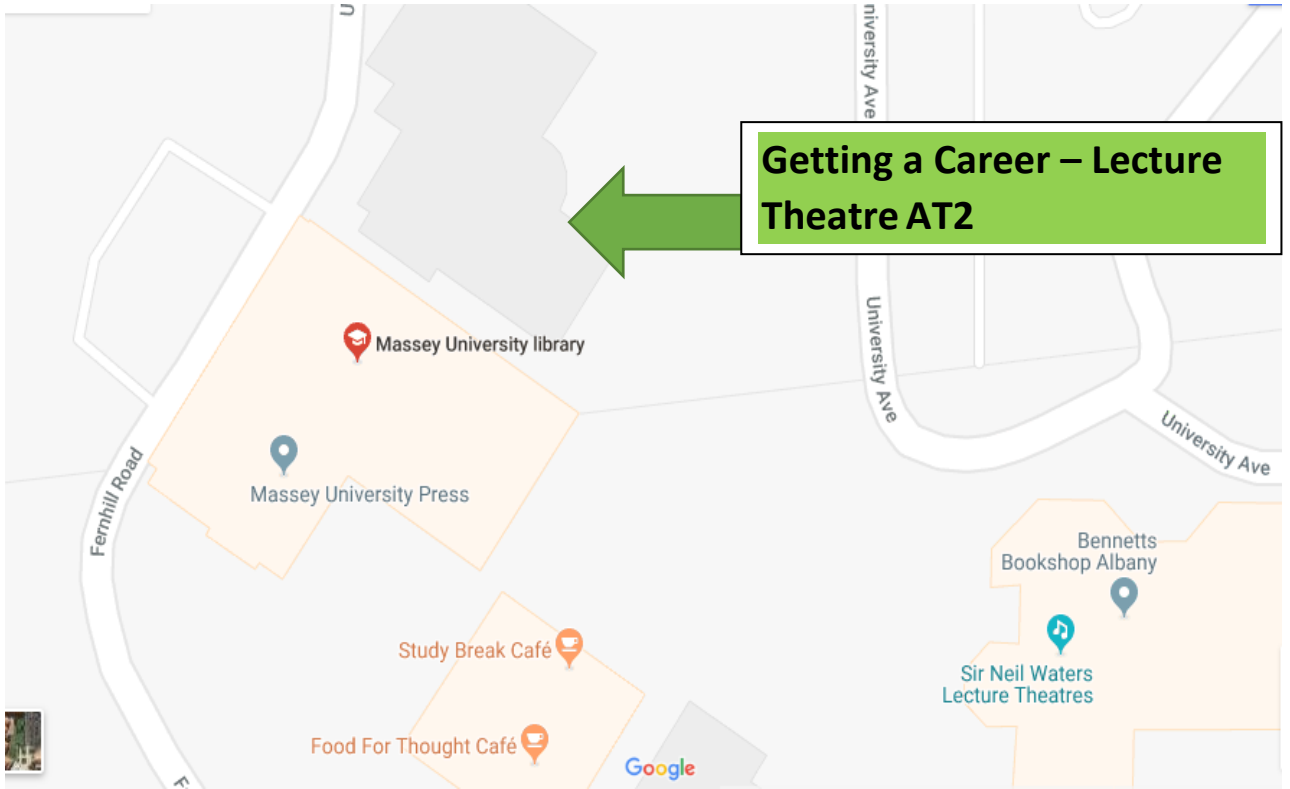 U
niversity Ave
Getting a Career – Lecture
Theatre AT2
University Ave
Massey University library
University Ave
Fernhill Road
Massey University Press
Bennetts
Bookshop Albany
Study Break Café
Sir Neil Waters
Lecture Theatres
Food For Thought Café
Google
F